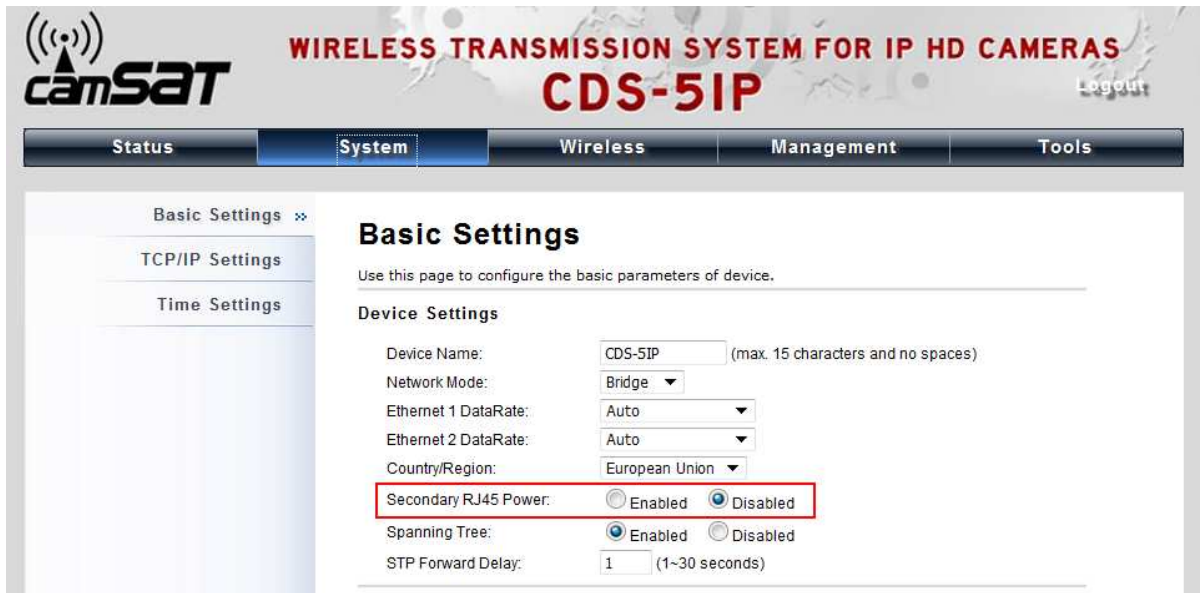 camSAT
WIRELESS TRANSMISSION SYSTEM FOR IP HD CAMERAS
CDS-5IP
Logout
Status System Wireless Management Tools
Basic Settings »
TCP/IP Settings
Time Settings
Basic Settings
Use this page to configure the basic parameters of device.
Device Settings
Device Name: CDS-5IP (max. 15 characters and no spaces)
Network Mode: Bridge
Ethernet 1 DataRate: Auto
Ethernet 2 DataRate: Auto
Country/Region: European Union
Secondary RJ45 Power: Enabled Disabled
Spanning Tree: Enabled Disabled
STP Forward Delay: 1 (1~30 seconds)